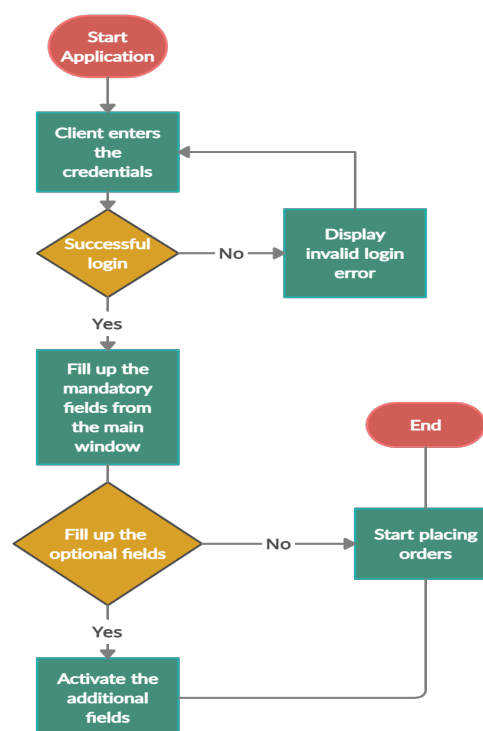 Start
Application
Client enters
the
credentials
Successful
login
No
Display
invalid login
error
Yes
Fill up the
mandatory
fields from
the main
window
End
Fill up the
optional fields
No
Start placing
orders
Yes
Activate the
additional
fields